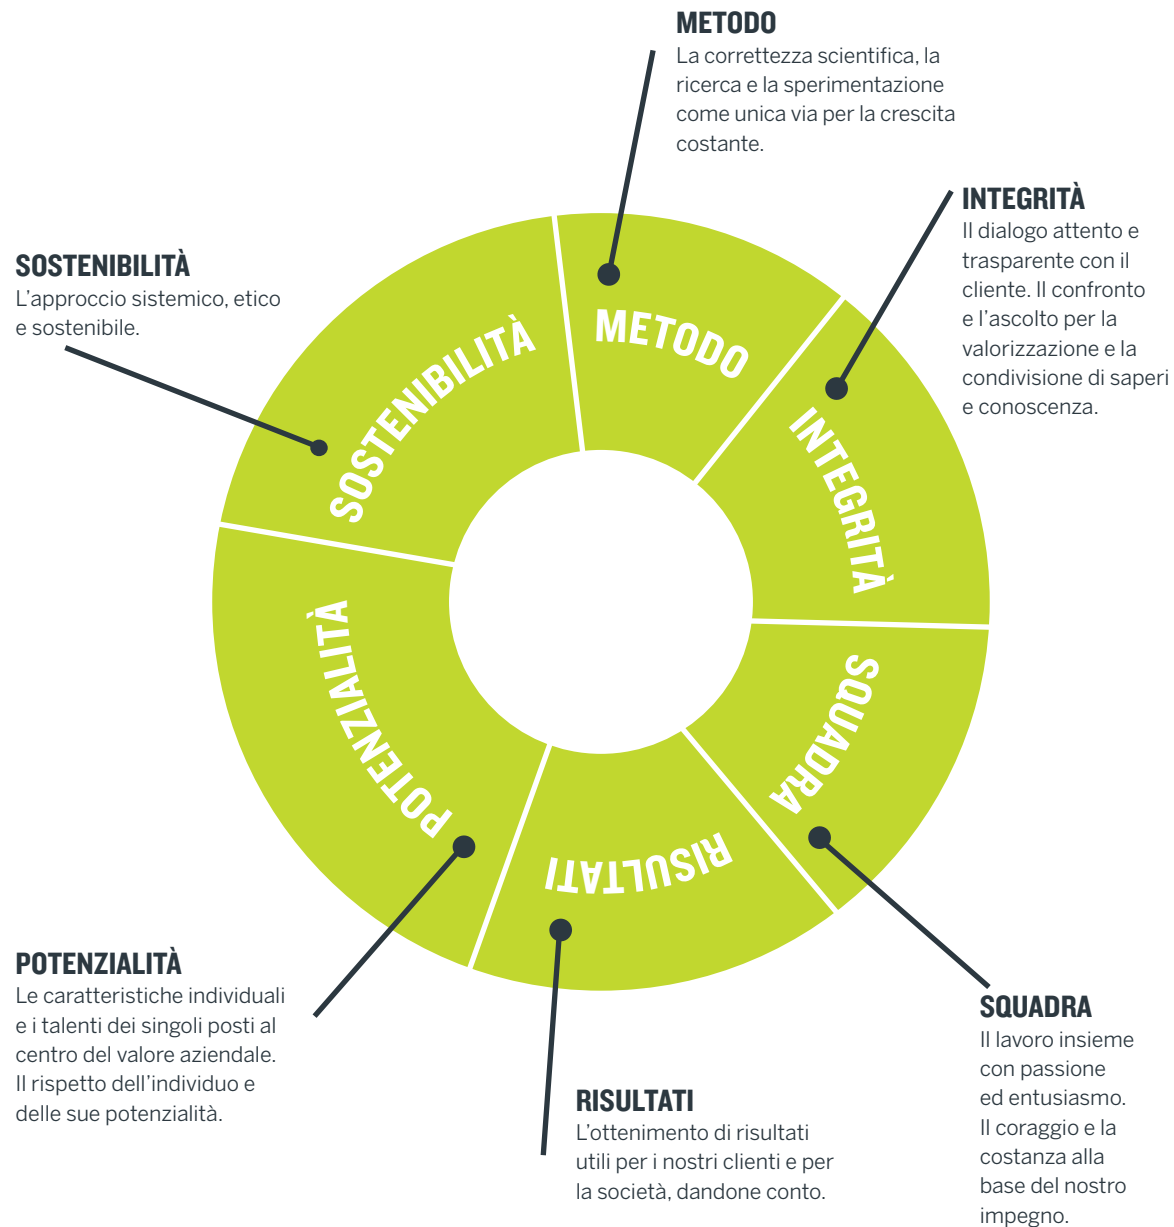 METODO
La correttezza scientifica, la
ricerca e la sperimentazione
come unica via per la crescita
costante.
INTEGRITÀ
Il dialogo attento e
trasparente con il
cliente. Il confronto
e l’ascolto per la
valorizzazione e la
condivisione di saperi
e conoscenza.
SOSTENIBILITÀ
L’approccio sistemico, etico
e sostenibile.
METODO
INTEGRITÀ
SQUADRA
RISULTATI
POTENZIALITÀ
SOSTENIBILITÀ
POTENZIALITÀ
Le caratteristiche individuali
e i talenti dei singoli posti al
centro del valore aziendale.
Il rispetto dell’individuo e
delle sue potenzialità.
RISULTATI
L’ottenimento di risultati
utili per i nostri clienti e per
la società, dandone conto.
SQUADRA
Il lavoro insieme
con passione
ed entusiasmo.
Il coraggio e la
costanza alla
base del nostro
impegno.